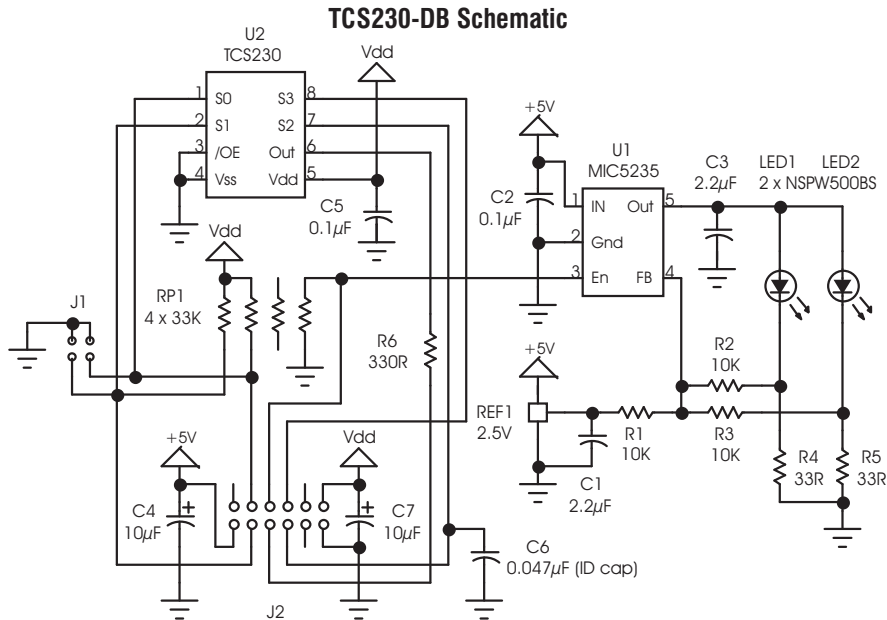 TCS230-DB Schematic
U2
TCS230
Vdd
1 S0 S3 8
2 S1 S2 7
3 /OE Out 6
4 Vss Vdd 5
C5
0.1µF
+5V
C2
0.1µF
U1
MIC5235
1 IN Out 5
2 Gnd
3 En FB 4
C3
2.2µF
LED1 LED2
2 x NSPW500BS
Vdd
RP1
4 x 33K
J1
R6
330R
+5V
REF1
2.5V
R1
10K
C1
2.2µF
R2
10K
R3
10K
R4
33R
R5
33R
+5V
C4
10µF
+
Vdd
C7
10µF
+
C6
0.047µF (ID cap)
J2